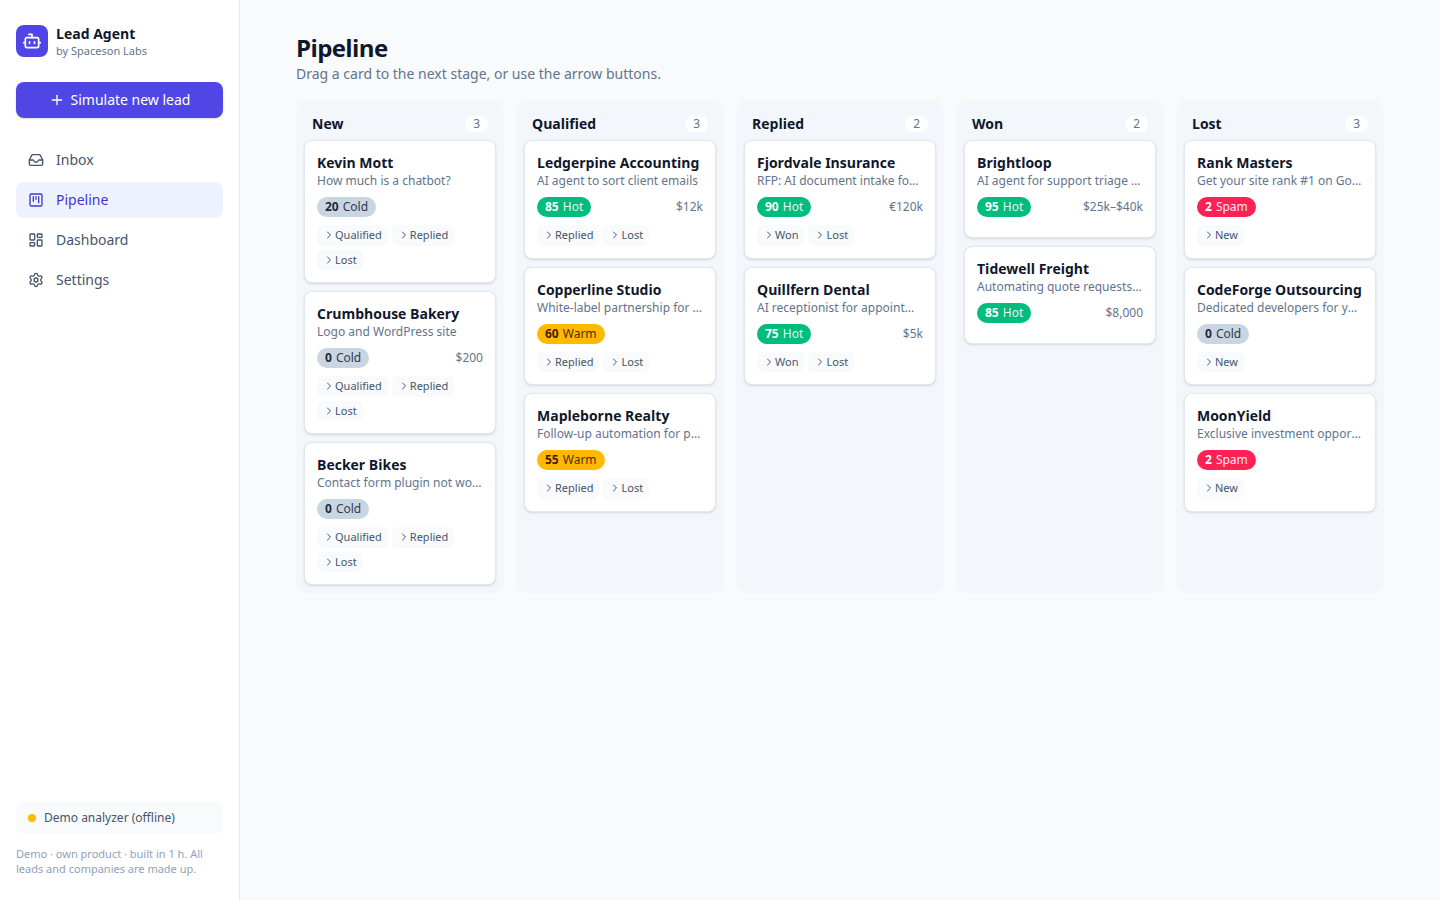 Lead Agent
by Spaceson Labs
Simulate new lead
Inbox
Pipeline
Dashboard
Settings
Demo analyzer (offline)
Demo · own product · built in 1 h. All
leads and companies are made up.
Pipeline
Drag a card to the next stage, or use the arrow buttons.
New 3
Kevin Mott
How much is a chatbot?
20 Cold
Qualified Replied
Lost
Crumbhouse Bakery
Logo and WordPress site
0 Cold $200
Qualified Replied
Lost
Becker Bikes
Contact form plugin not wo...
0 Cold
Qualified Replied
Lost
Qualified 3
Ledgerpine Accounting
AI agent to sort client emails
85 Hot $12k
Replied Lost
Copperline Studio
White-label partnership for ...
60 Warm
Replied Lost
Mapleborne Realty
Follow-up automation for p...
55 Warm
Replied Lost
Replied 2
Fjordvale Insurance
RFP: AI document intake fo...
90 Hot €120k
Won Lost
Quillfern Dental
AI receptionist for appoint...
75 Hot $5k
Won Lost
Won 2
Brightloop
AI agent for support triage ...
95 Hot $25k–$40k
Tidewell Freight
Automating quote requests...
85 Hot $8,000
Lost 3
Rank Masters
Get your site rank #1 on Go...
2 Spam
New
CodeForge Outsourcing
Dedicated developers for y...
0 Cold
New
MoonYield
Exclusive investment oppor...
2 Spam
New